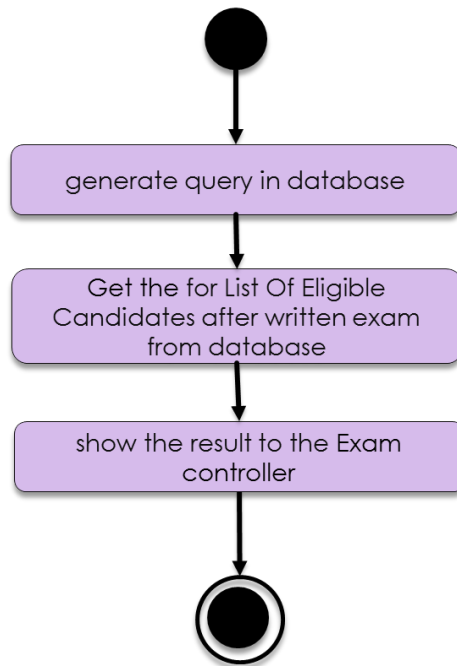 generate query in database
Get the for List Of Eligible
Candidates after written exam
from database
show the result to the Exam
controller